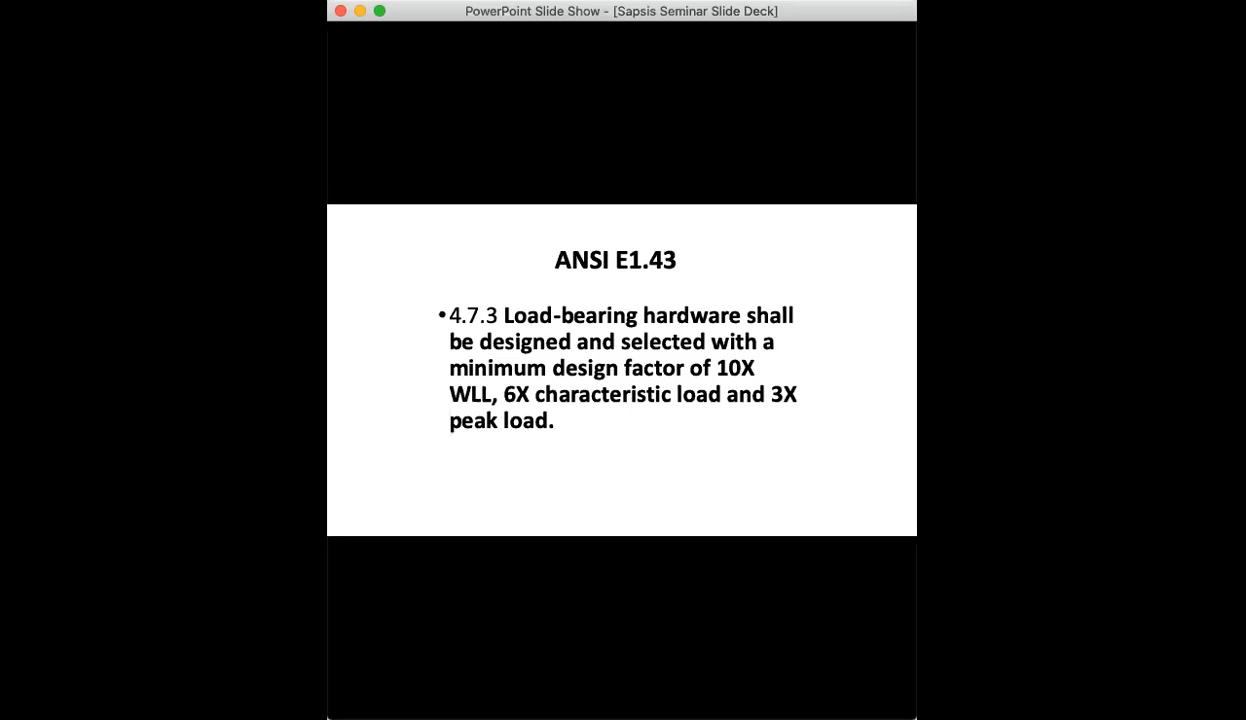 PowerPoint Slide Show - [Sapsis Seminar Slide Deck]
ANSI E1.43
•4.7.3 Load-bearing hardware shall
be designed and selected with a
minimum design factor of 10X
WLL, 6X characteristic load and 3X
peak load.